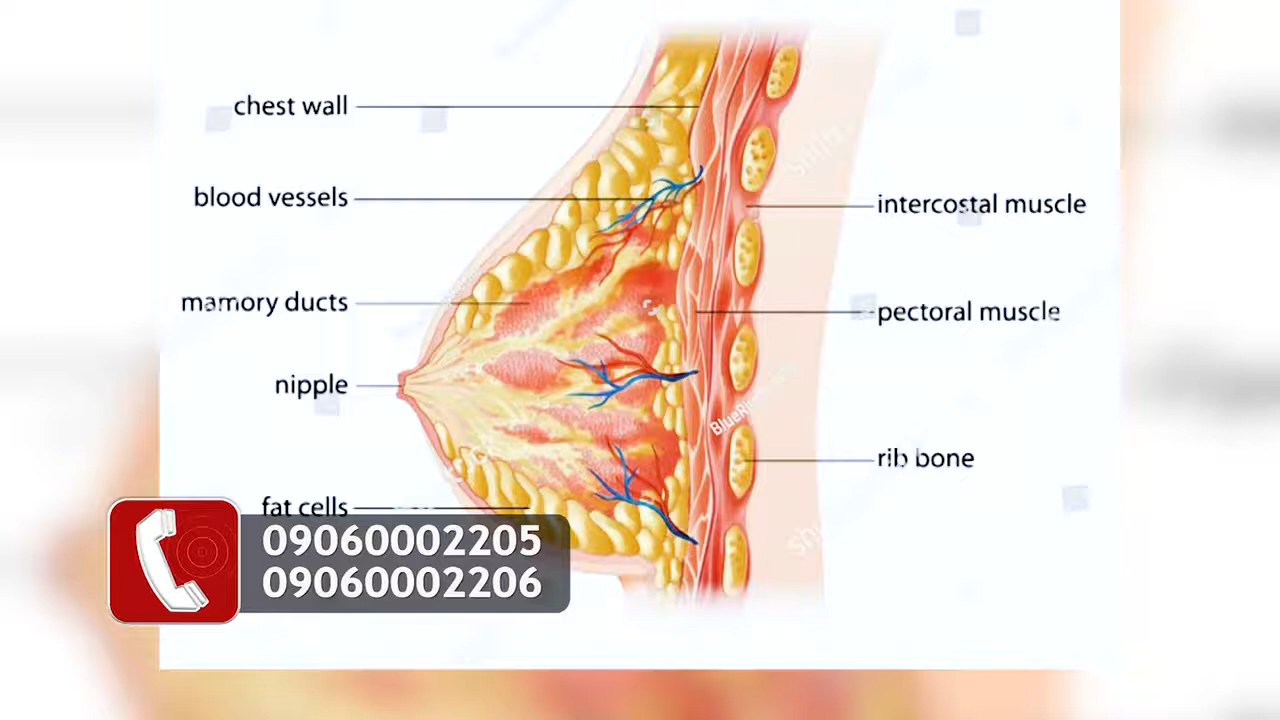 chest wall
blood vessels
mamory ducts
nipple
fat cells
intercostal muscle
pectoral muscle
rib bone
09060002205
09060002206